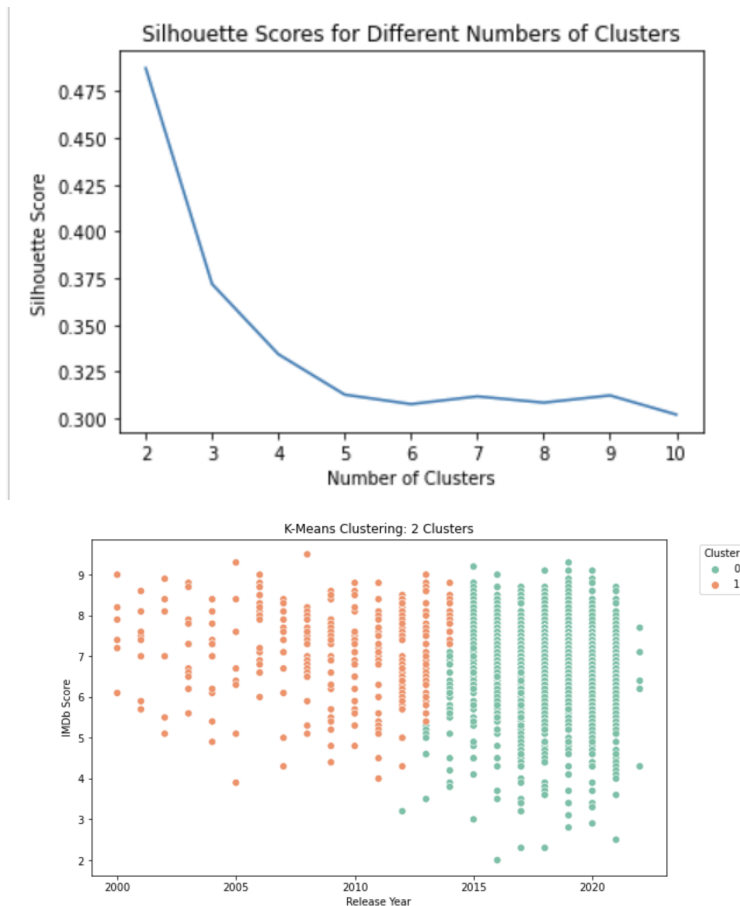 Silhouette Scores for Different Numbers of Clusters
0.475
0.450
0.425
0.400
0.375
0.350
0.325
0.300
Silhouette Score
2 3 4 5 6 7 8 9 10
Number of Clusters
K-Means Clustering: 2 Clusters
Cluster
0
1
9
8
7
6
5
4
3
2
IMDb Score
2000 2005 2010 2015 2020
Release Year